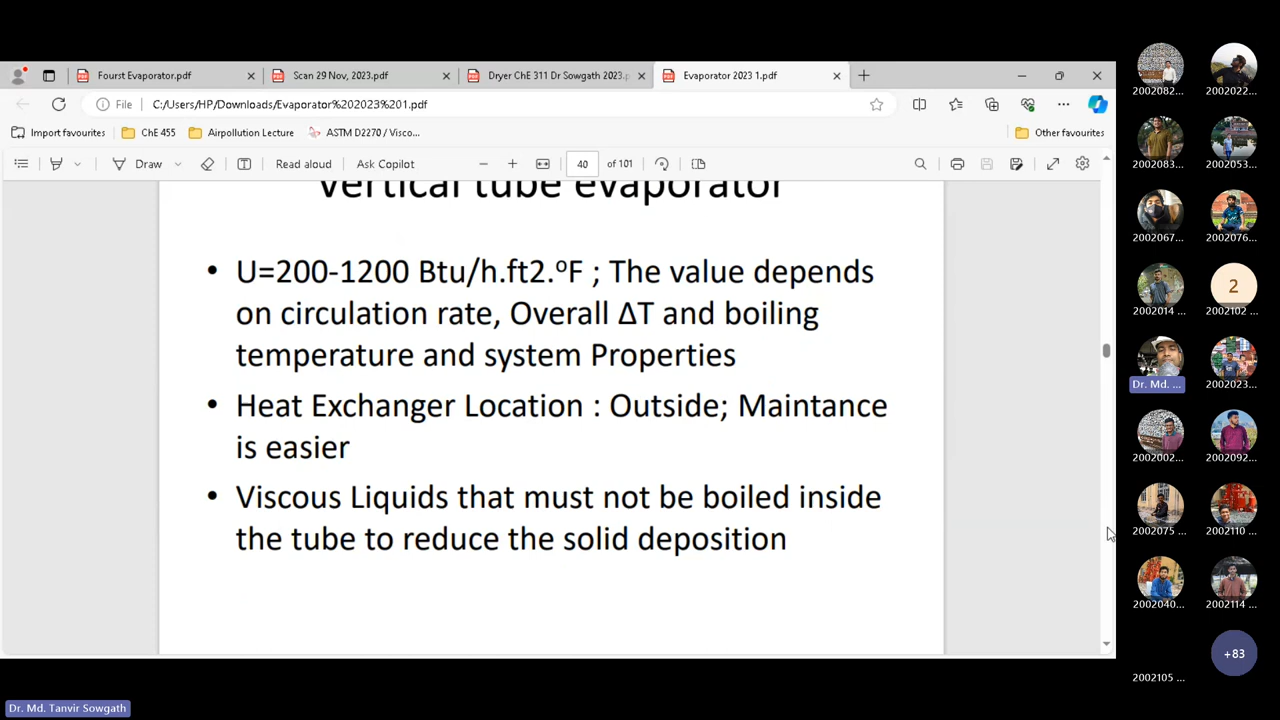 Fourst Evaporator.pdf
Scan 29 Nov, 2023.pdf
Dryer ChE 311 Dr Sowgath 2023.p
Evaporator 2023 1.pdf
File
C:/Users/HP/Downloads/Evaporator%202023%201.pdf
Import favourites
ChE 455
Airpollution Lecture
ASTM D2270 / Visco...
Other favourites
Draw
Read aloud
Ask Copilot
40
of 101
vertical tube evaporator
• U=200-1200 Btu/h.ft2.ºF ; The value depends
on circulation rate, Overall ΔT and boiling
temperature and system Properties
• Heat Exchanger Location : Outside; Maintance
is easier
• Viscous Liquids that must not be boiled inside
the tube to reduce the solid deposition
2002082...
2002022...
2002083...
2002053...
2002067...
2002076...
2
2002014 ...
2002102 ...
Dr. Md. ...
2002023...
2002002...
2002092...
2002075 ...
2002110 ...
2002040...
2002114 ...
+83
2002105 ...
Dr. Md. Tanvir Sowgath